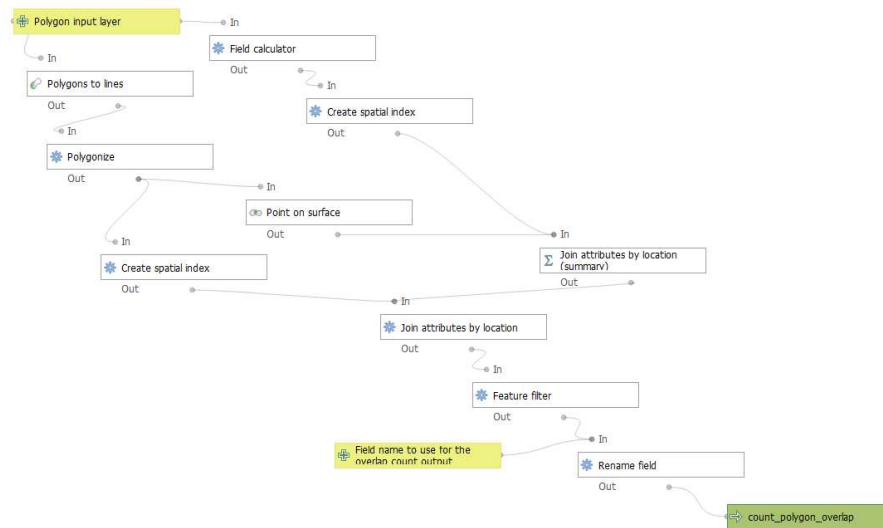 Polygon input layer
In
Field calculator
In
Out
Polygons to lines
In
Out
Create spatial index
In
Out
Polygonize
Out
In
Point on surface
Out
In
In
Create spatial index
Join attributes by location
(summary)
Out
Out
In
Join attributes by location
Out
In
Feature filter
Out
In
Field name to use for the
overlap count output
Rename field
Out
count_polygon_overlap